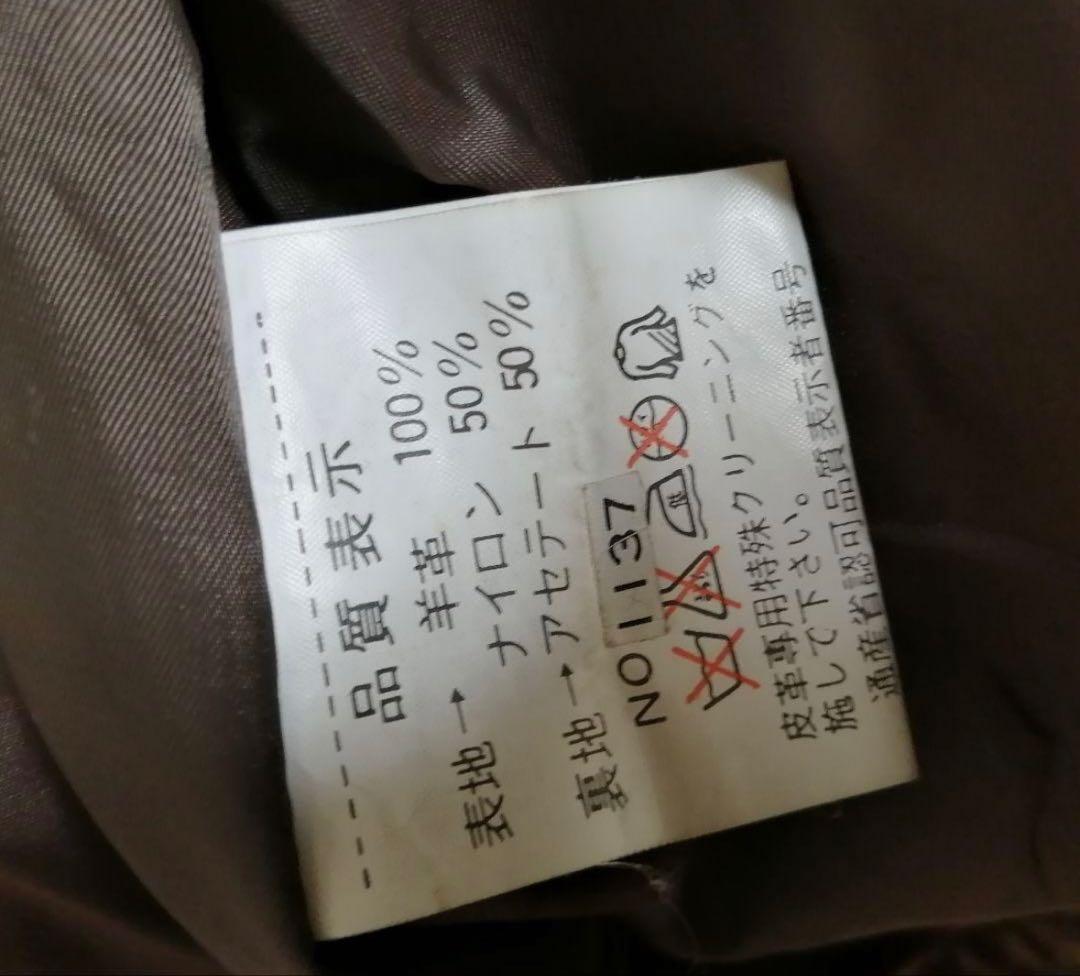 品質表示
表地→ 羊革 100%
ナイロン 50%
裏地→アセテート 50%
NO 1137
皮革専用特殊クリーニングを
施して下さい。
通産省認可品質表示者番号